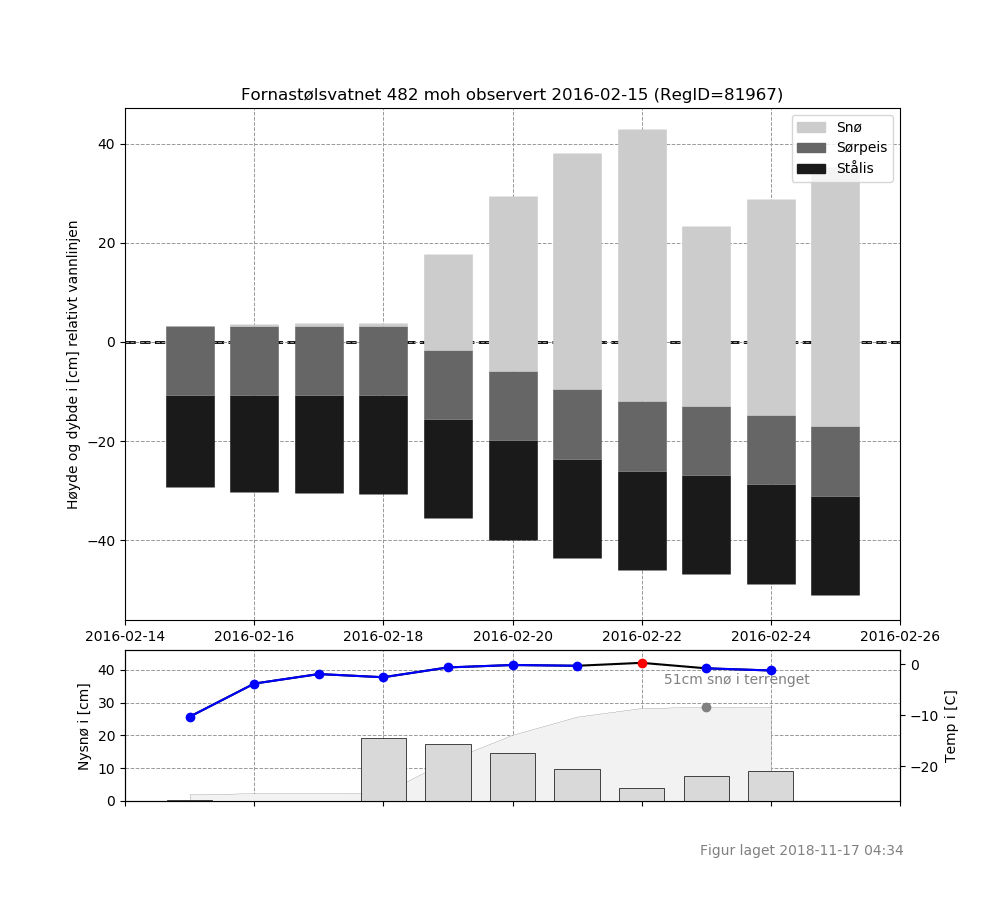 Fornastølsvatnet 482 moh observert 2016-02-15 (RegID=81967)
Snø
Sørpeis
Stålis
Høyde og dybde i [cm] relativt vannlinjen
40
20
0
−20
−40
2016-02-14
2016-02-16
2016-02-18
2016-02-20
2016-02-22
2016-02-24
2016-02-26
Nysnø i [cm]
40
30
20
10
0
51cm snø i terrenget
0
−10
−20
Temp i [C]
Figur laget 2018-11-17 04:34